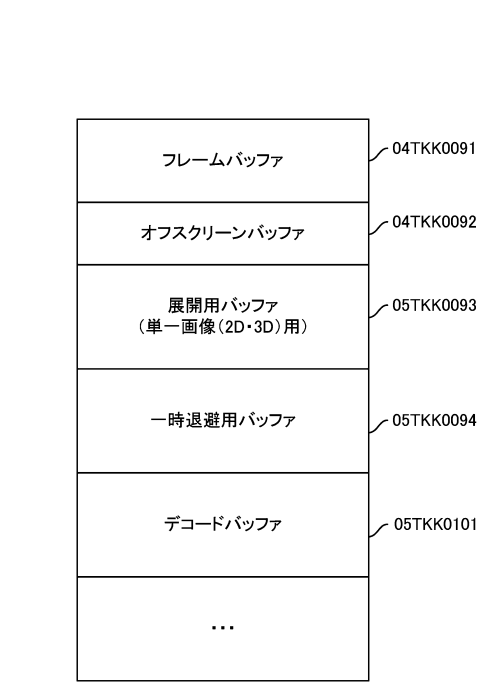 フレームバッファ
04TKK0091
オフスクリーンバッファ
04TKK0092
展開用バッファ
(単一画像(2D・3D)用)
05TKK0093
一時退避用バッファ
05TKK0094
デコードバッファ
05TKK0101
・・・